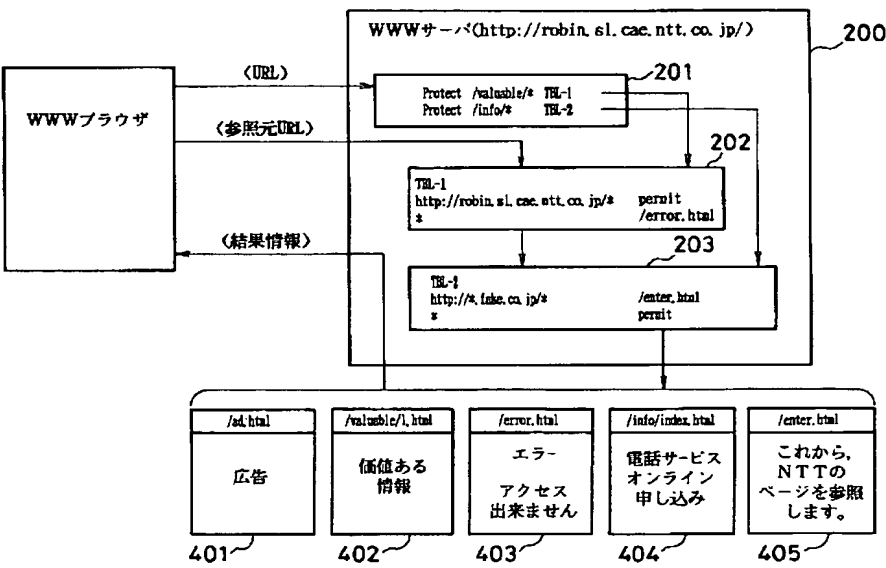 WWWサーバ(http://robin.sl.cae.ntt.co.jp/)
200
WWWブラウザ
(URL)
201
Protect /valuable/* TBL-1
Protect /info/* TBL-2
(参照元URL)
202
TBL-1
http://robin.sl.cae.ntt.co.jp/* permit
* /error.html
(結果情報)
203
TBL-2
http://*.fake.co.jp/* /enter.html
* permit
/ad.html
広告
401
/valuable/1.html
価値ある
情報
402
/error.html
エラー
アクセス
出来ません
403
/info/index.html
電話サービス
オンライン
申し込み
404
/enter.html
これから,
NTTの
ページを参照
します。
405